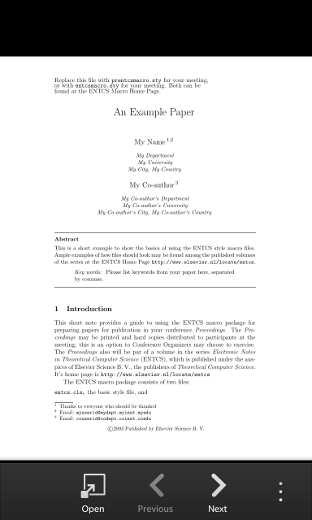 Replace this file with prentcsmacro.sty for your meeting,
or with entcsmacro.sty for your meeting. Both can be
found at the ENTCS Macro Home Page.
An Example Paper
My Name 1,2
My Department
My University
My City, My Country
My Co-author 3
My Co-author's Department
My Co-author's University
My Co-author's City, My Co-author's Country
Abstract
This is a short example to show the basics of using the ENTCS style macro files.
Ample examples of how files should look may be found among the published volumes
of the series at the ENTCS Home Page http://www.elsevier.nl/locate/entcs.
Key words: Please list keywords from your paper here, separated
by commas.
1 Introduction
This short note provides a guide to using the ENTCS macro package for
preparing papers for publication in your conference Proceedings. The Pro-
ceedings may be printed and hard copies distributed to participants at the
meeting; this is an option to Conference Organizers may choose to exercise.
The Proceedings also will be part of a volume in the series Electronic Notes
in Theoretical Computer Science (ENTCS), which is published under the aus-
pices of Elsevier Science B. V., the publishers of Theoretical Computer Science.
It's home page is http://www.elsevier.nl/locate/entcs
The ENTCS macro package consists of two files:
entcs.cls, the basic style file, and
1 Thanks to everyone who should be thanked
2 Email: myuserid@mydept.myinst.myedu
3 Email: couserid@codept.coinst.coedu
©2003 Published by Elsevier Science B. V.
Open Previous Next